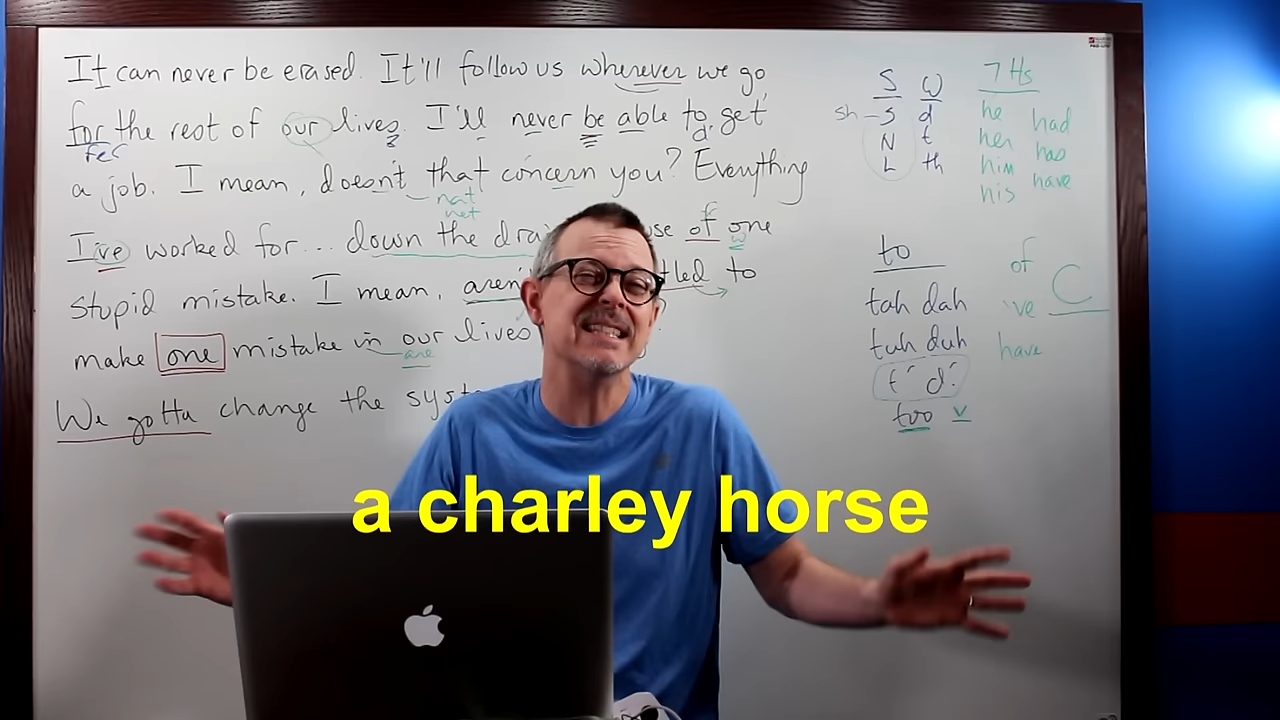 It can never be erased. It'll follow us wherever we go,
for the rest of our lives. I'll never be able to get
fer
z
d'
a job. I mean, doesn't that concern you? Everything
nat
net
f
I've worked for... down the use of one
w
stupid mistake. I mean, to
make one mistake in our lives
are
We gotta change the
S W
sh-S d
N t
L th
7 Hs
he had
her has
him have
his
to
tah dah
tuh duh
t' d'
too v
of
've C
have
a charley horse